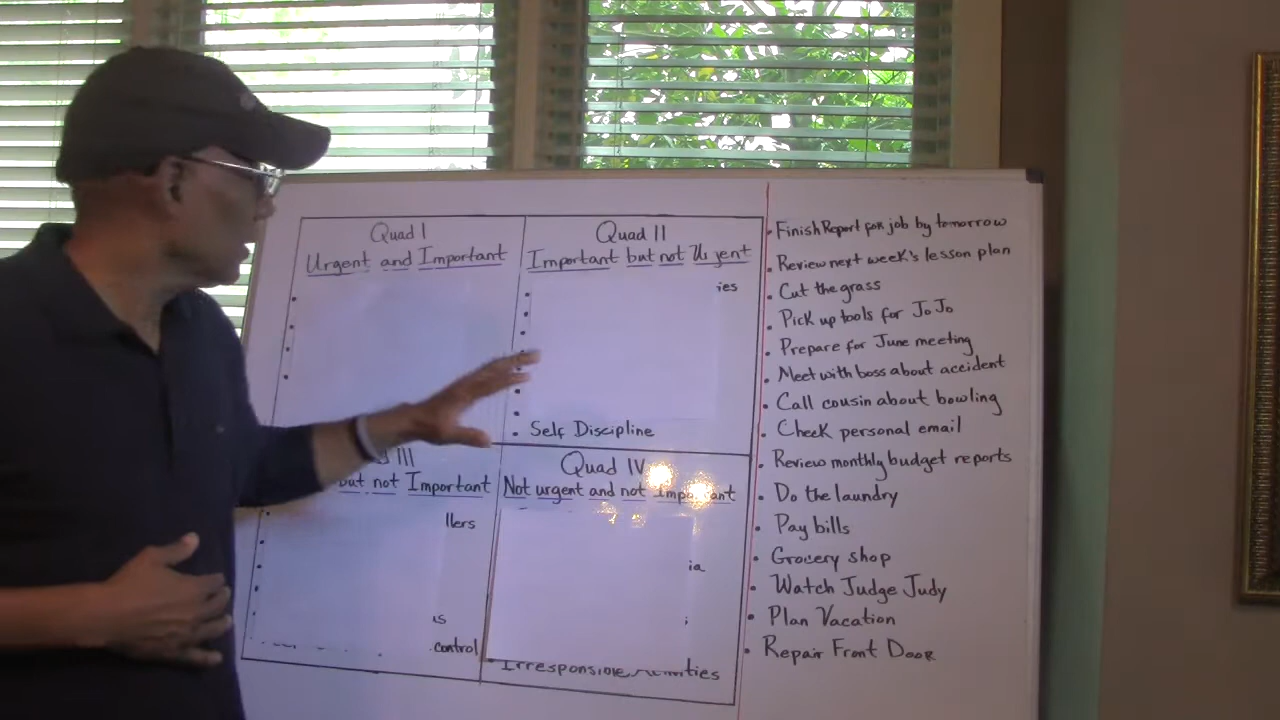 Quad I
Urgent and Important
Quad II
Important but not
ies
Self Discipline
III
but not Important
llers
control
Quad IV
Not urgent and not
ia
Irresponsible
Finish Report for job by tomorrow
Review next week's lesson plan
Cut the grass
Pick up tools for JoJo
Prepare for June meeting
Meet with boss about accident
Call cousin about bowling
Check personal email
Review monthly budget reports
Do the laundry
Pay bills
Grocery shop
Watch Judge Judy
Plan Vacation
Repair Front Door